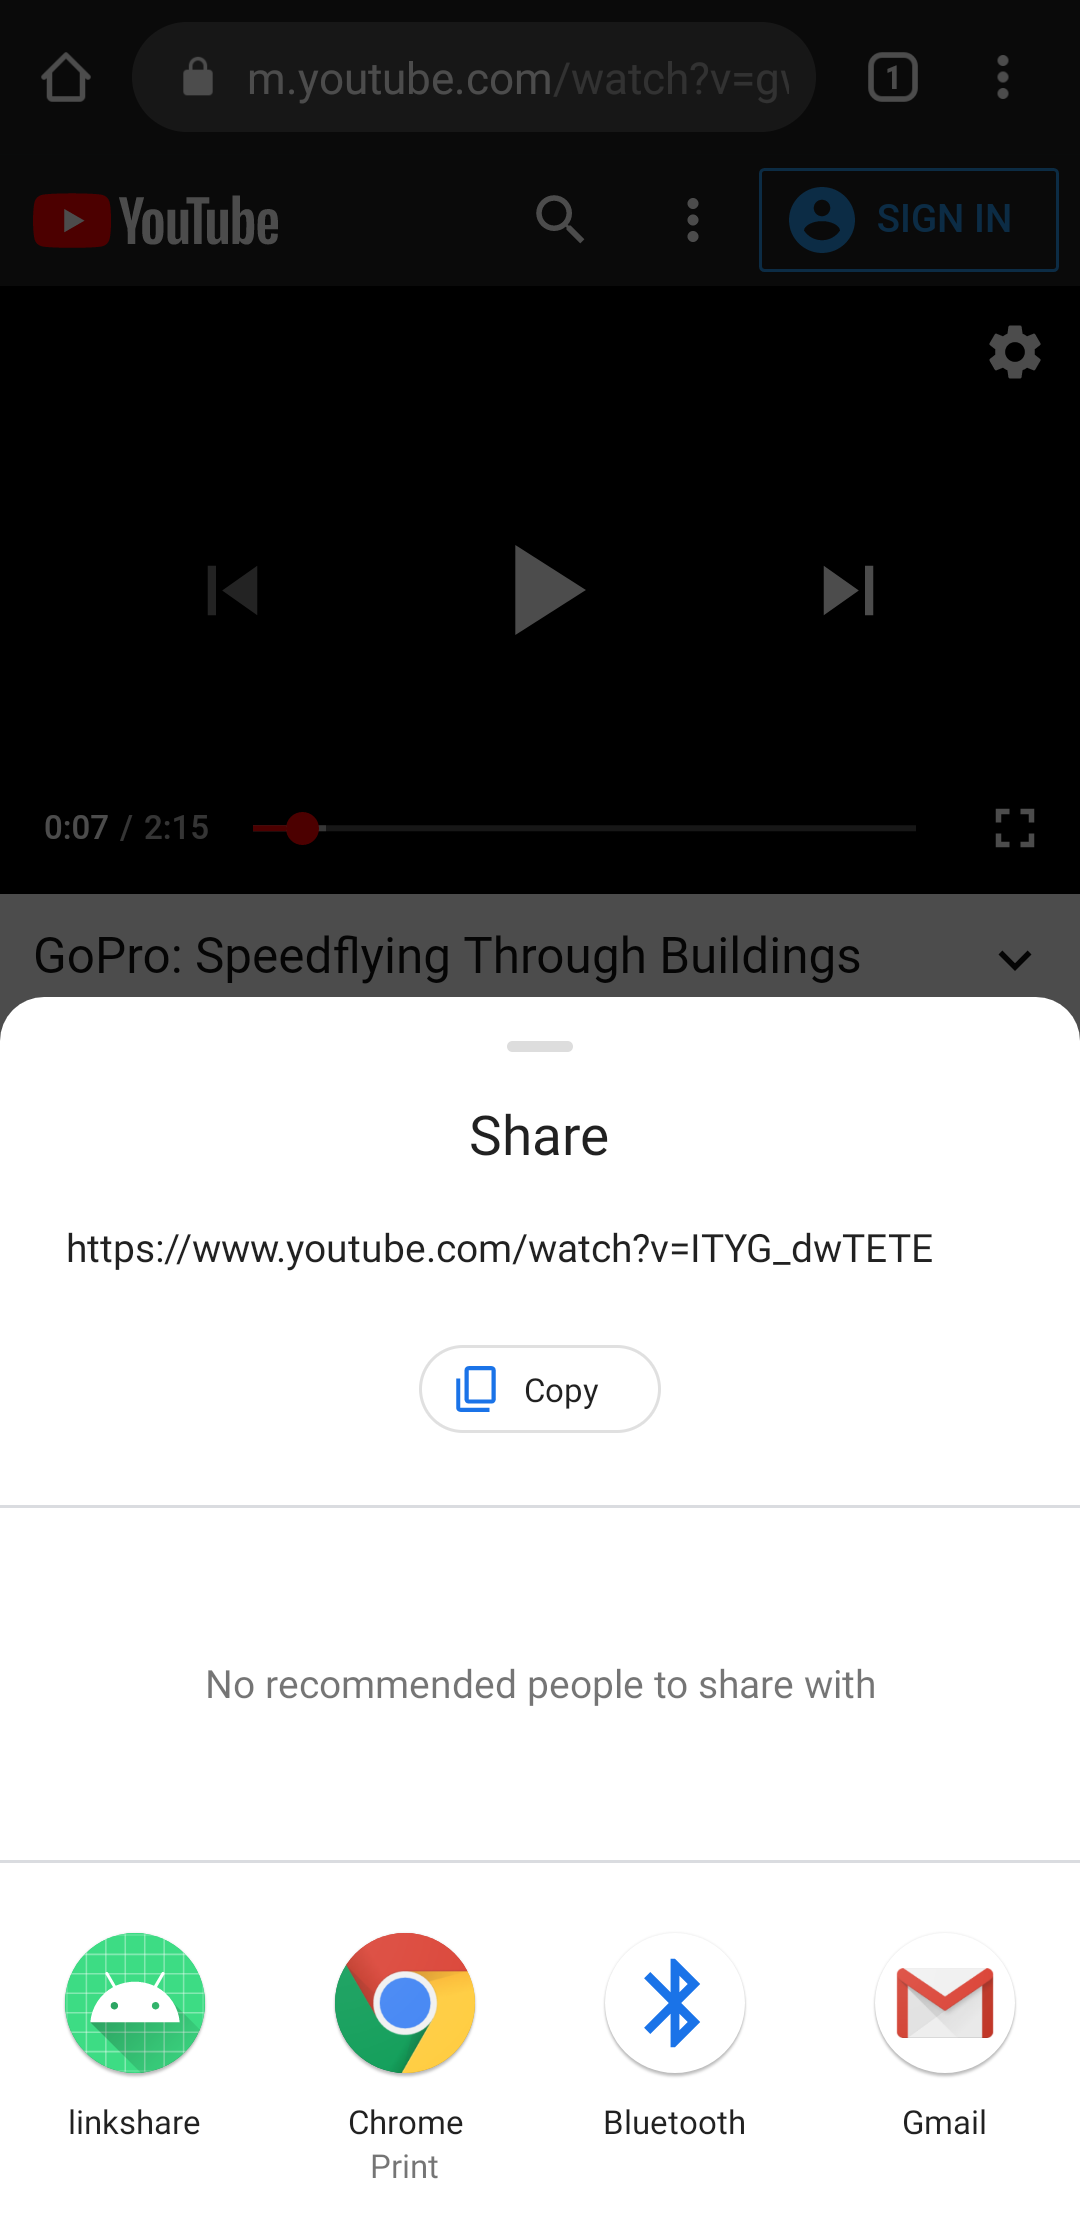 m.youtube.com/watch?v=gv
1
YouTube
SIGN IN
0:07 / 2:15
GoPro: Speedflying Through Buildings
Share
https://www.youtube.com/watch?v=ITYG_dwTETE
Copy
No recommended people to share with
linkshare
Chrome
Print
Bluetooth
Gmail